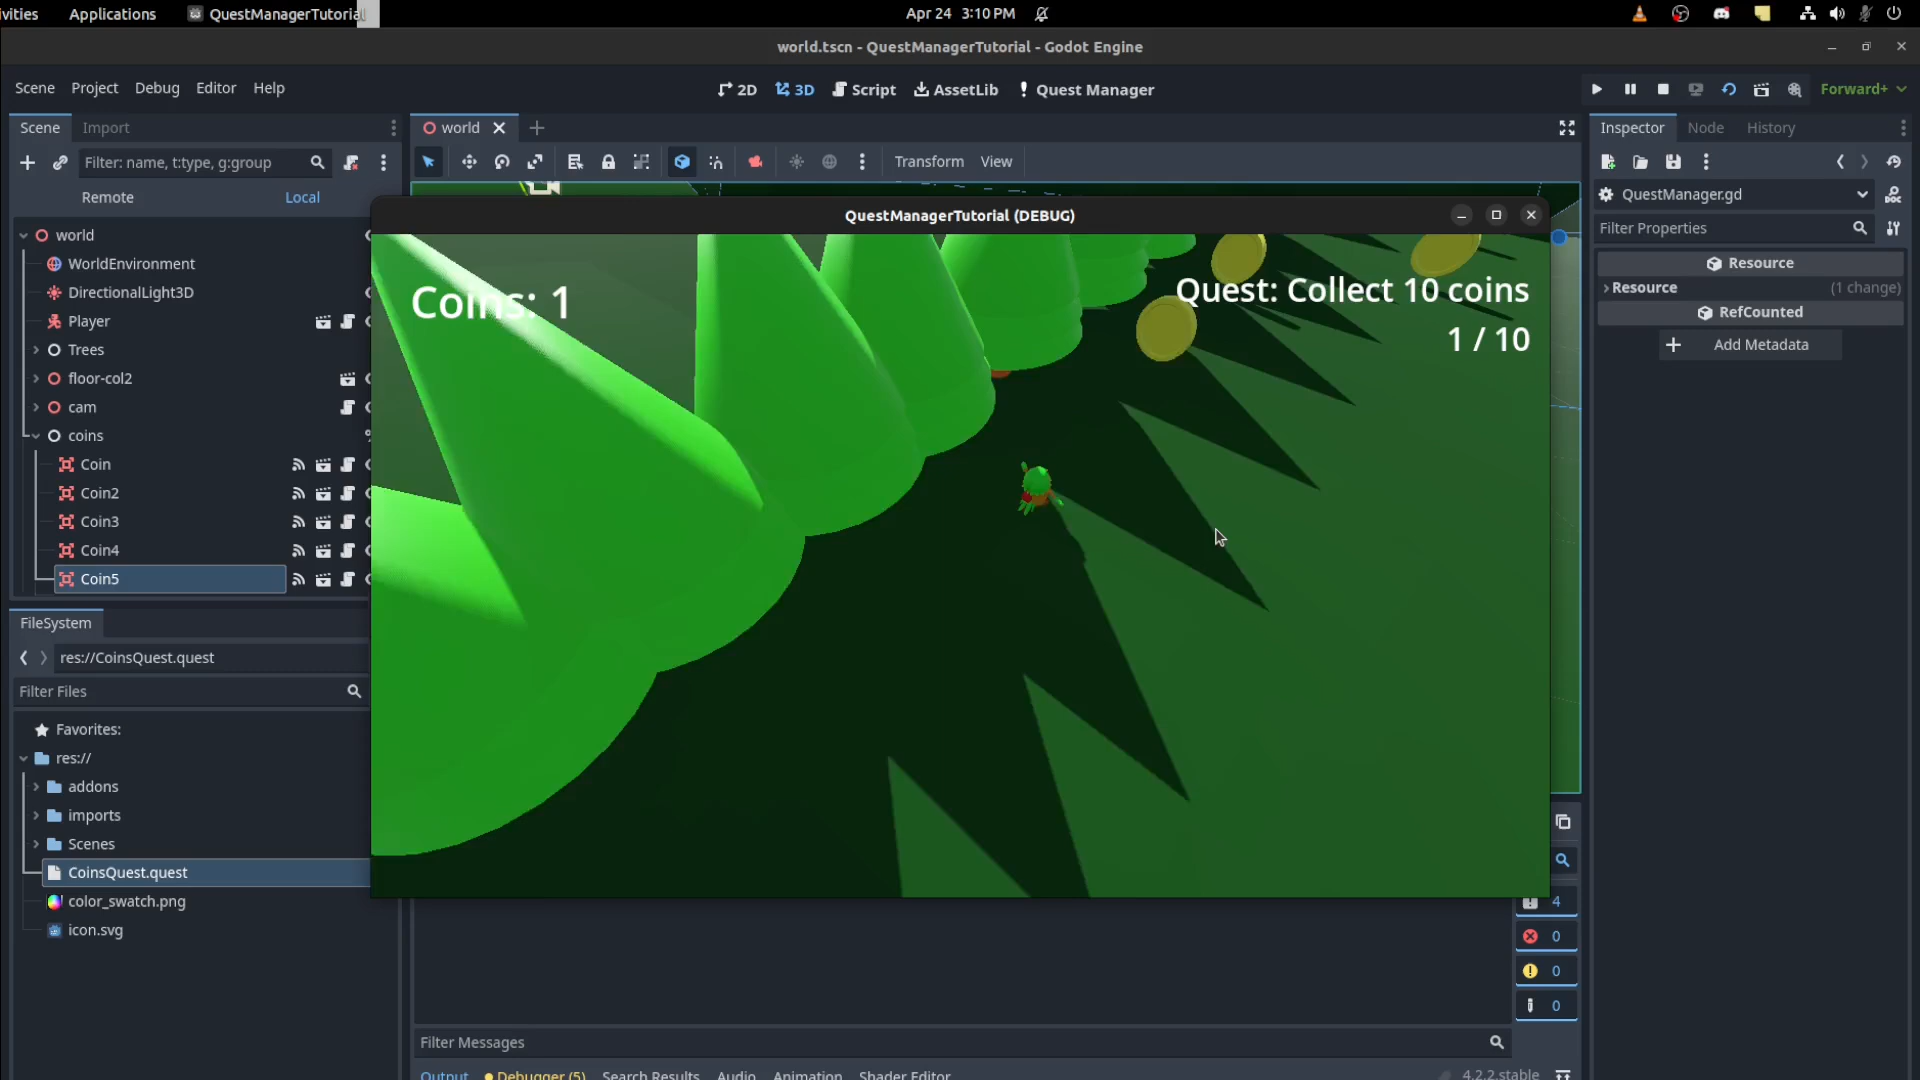 ivities Applications QuestManagerTutorial Apr 24 3:10 PM
world.tscn - QuestManagerTutorial - Godot Engine
Scene Project Debug Editor Help 2D 3D Script AssetLib Quest Manager Forward+
Scene Import world Inspector Node History
Filter: name, t:type, g:group Transform View
Remote Local QuestManager.gd
QuestManagerTutorial (DEBUG)
Filter Properties
world
WorldEnvironment Resource
DirectionalLight3D Coins: 1 Quest: Collect 10 coins Resource (1 change)
Player RefCounted
Trees 1 / 10 Add Metadata
floor-col2
cam
coins
Coin
Coin2
Coin3
Coin4
Coin5
FileSystem
res://CoinsQuest.quest
Filter Files
Favorites:
res://
addons
imports
Scenes
CoinsQuest.quest
color_swatch.png 4
icon.svg 0
0
0
Filter Messages
Output Debugger (5) Search Results Audio Animation Shader Editor 4.2.2.stable